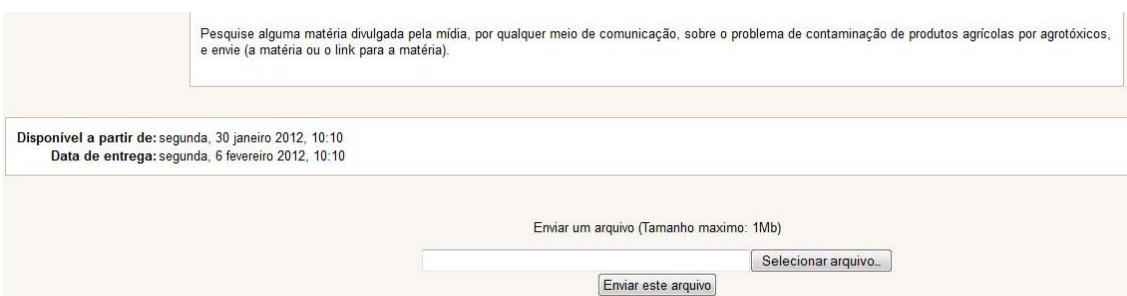 Pesquise alguma matéria divulgada pela mídia, por qualquer meio de comunicação, sobre o problema de contaminação de produtos agrícolas por agrotóxicos,
e envie (a matéria ou o link para a matéria).
Disponível a partir de: segunda, 30 janeiro 2012, 10:10
Data de entrega: segunda, 6 fevereiro 2012, 10:10
Enviar um arquivo (Tamanho maximo: 1Mb)
Selecionar arquivo...
Enviar este arquivo